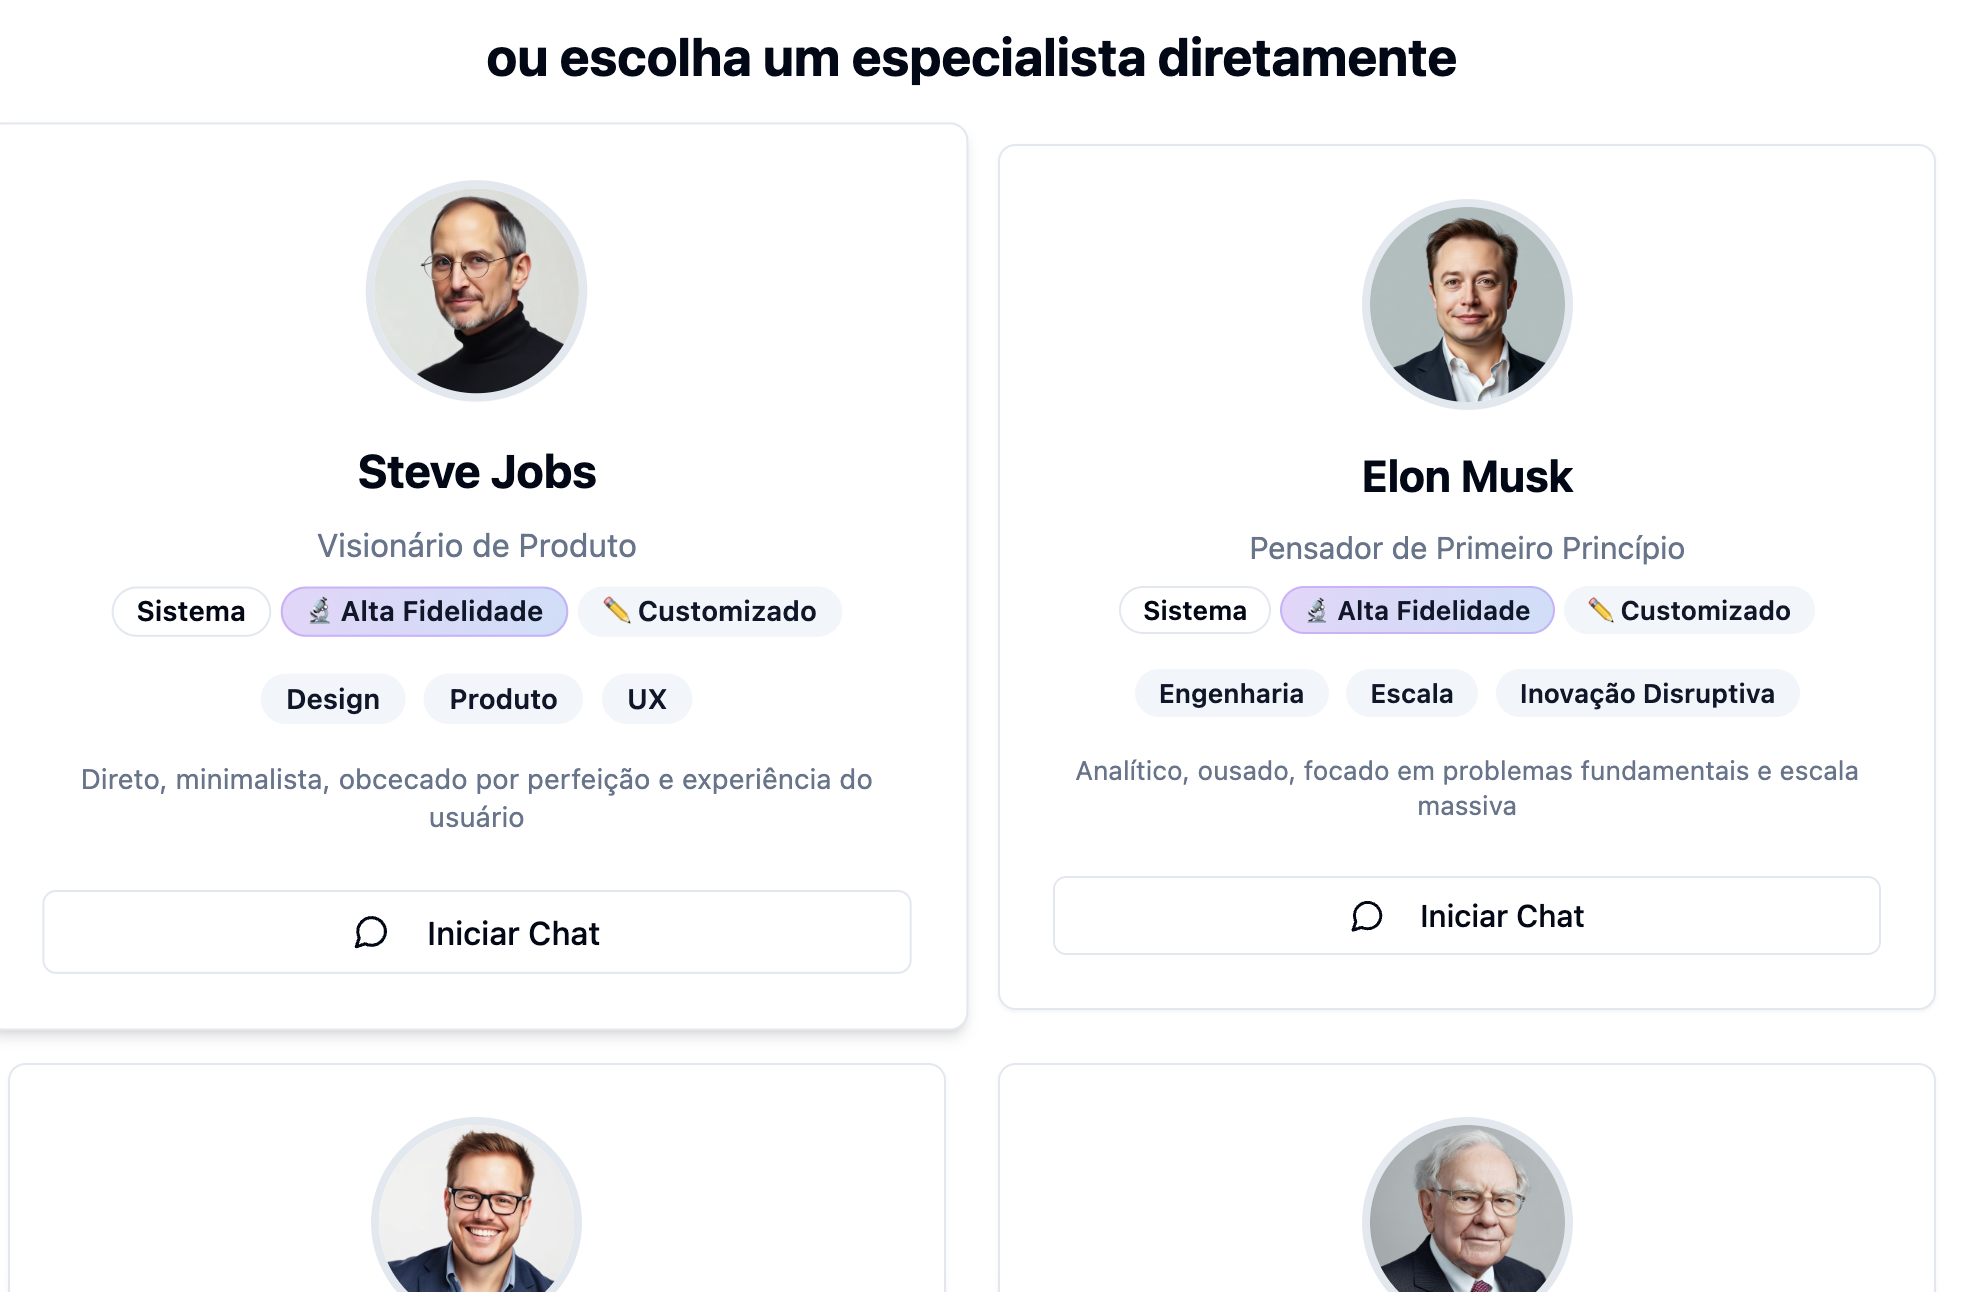 ou escolha um especialista diretamente
Steve Jobs
Visionário de Produto
Sistema
🔬 Alta Fidelidade
✏️ Customizado
Design
Produto
UX
Direto, minimalista, obcecado por perfeição e experiência do
usuário
Iniciar Chat
Elon Musk
Pensador de Primeiro Princípio
Sistema
🔬 Alta Fidelidade
✏️ Customizado
Engenharia
Escala
Inovação Disruptiva
Analítico, ousado, focado em problemas fundamentais e escala
massiva
Iniciar Chat